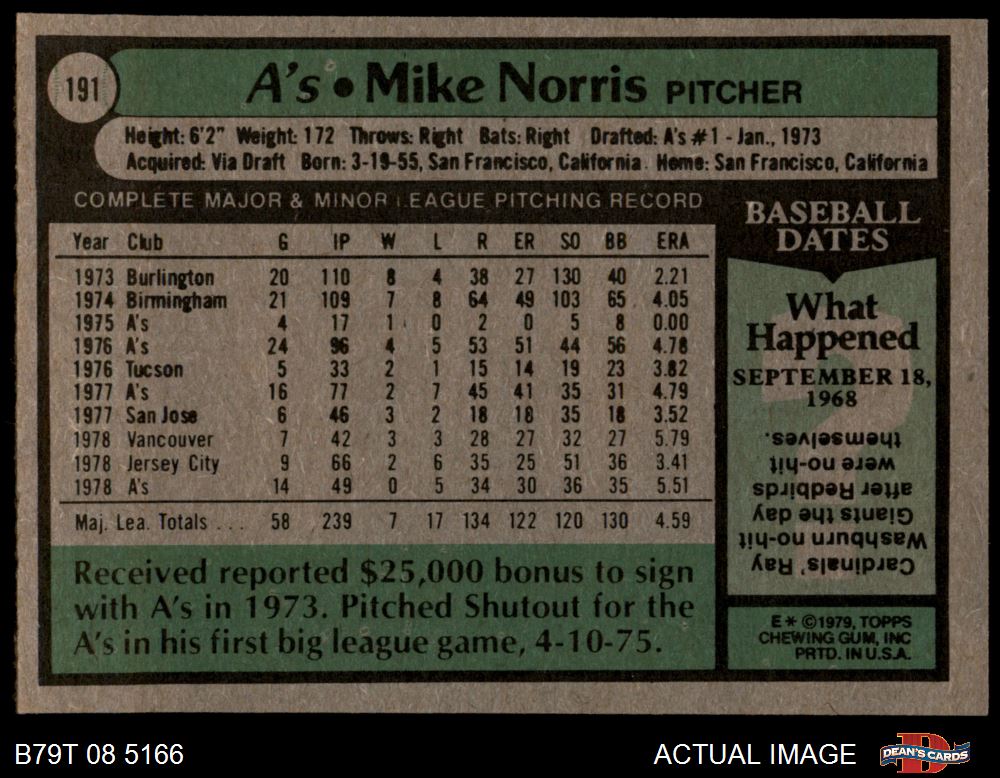 191
A's • Mike Norris PITCHER
Height: 6'2" Weight: 172 Throws: Right Bats: Right Drafted: A's #1 - Jan., 1973
Acquired: Via Draft Born: 3-19-55, San Francisco, California Home: San Francisco, California
COMPLETE MAJOR & MINOR LEAGUE PITCHING RECORD
Year Club G IP W L R ER SO BB ERA
1973 Burlington 20 110 8 4 38 27 130 40 2.21
1974 Birmingham 21 109 7 8 64 49 103 65 4.05
1975 A's 4 17 1 0 2 0 5 8 0.00
1976 A's 24 96 4 5 53 51 44 56 4.78
1976 Tucson 5 33 2 1 15 14 19 23 3.82
1977 A's 16 77 2 7 45 41 35 31 4.79
1977 San Jose 6 46 3 2 18 18 35 18 3.52
1978 Vancouver 7 42 3 3 28 27 32 27 5.79
1978 Jersey City 9 66 2 6 35 25 51 36 3.41
1978 A's 14 49 0 5 34 30 36 35 5.51
Maj. Lea. Totals . . . 58 239 7 17 134 122 120 130 4.59
Received reported $25,000 bonus to sign
with A's in 1973. Pitched Shutout for the
A's in his first big league game, 4-10-75.
BASEBALL
DATES
What
Happened
SEPTEMBER 18,
1968
Cardinals' Ray
Washburn no-hit
Giants the day
after Redbirds
were no-hit
themselves.
E * ©1979, TOPPS
CHEWING GUM, INC
PRTD. IN U.S.A.
B79T 08 5166
ACTUAL IMAGE
DEAN'S CARDS